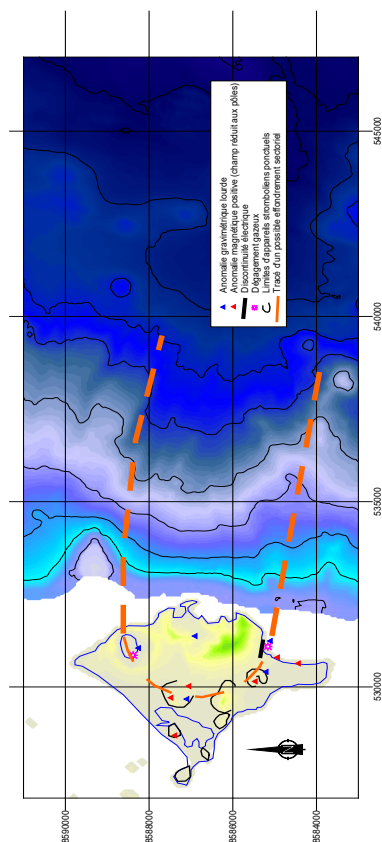 Anomalie gravimétrique lourde
Anomalie magnétique positive (champ réduit aux pôles)
Discontinuité électrique
Dégagement gazeux
Limites d'appareils stromboliens ponctuels
Tracé d'un possible effondrement sectoriel
545000
540000
535000
530000
8590000
8588000
8586000
8584000
N